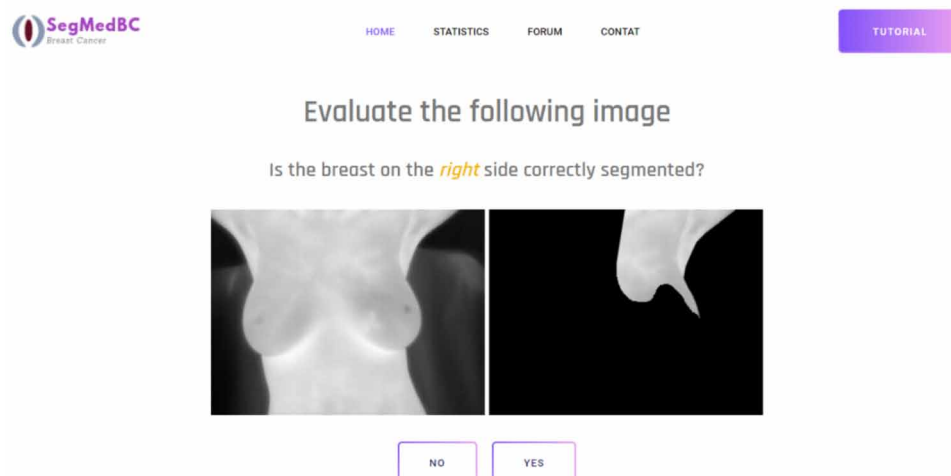 SegMedBC
Breast Cancer
HOME STATISTICS FORUM CONTAT
TUTORIAL
Evaluate the following image
Is the breast on the right side correctly segmented?
NO YES